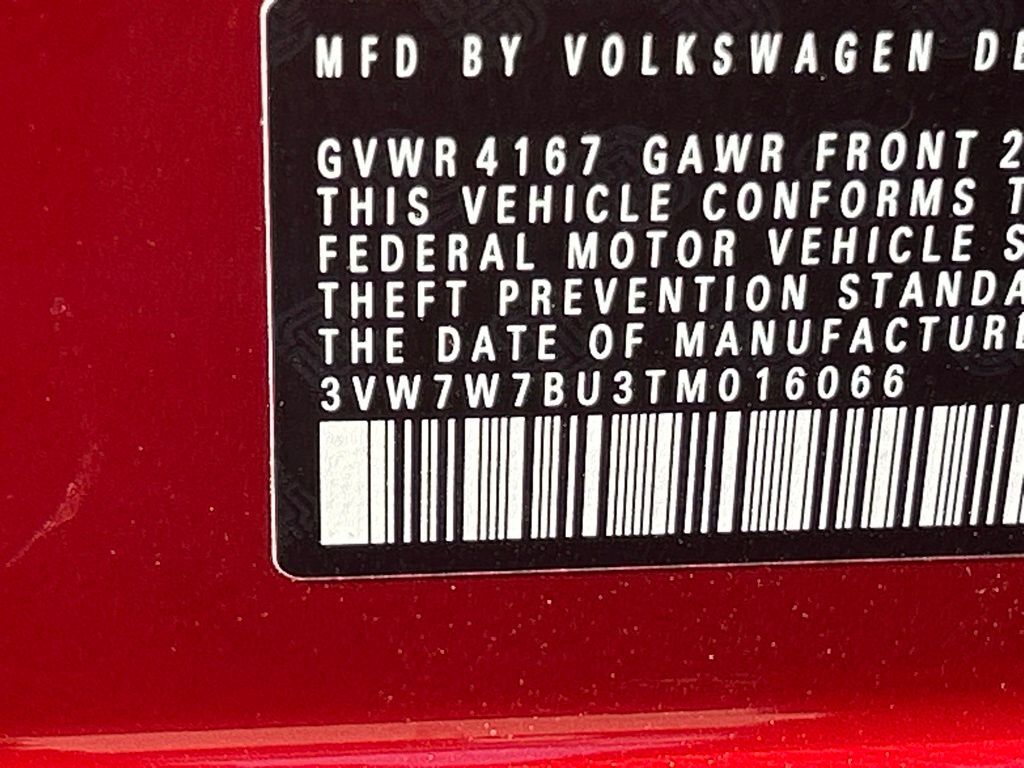 MFD BY VOLKSWAGEN DE
GVWR 4167 GAWR FRONT 2
THIS VEHICLE CONFORMS T
FEDERAL MOTOR VEHICLE S
THEFT PREVENTION STANDA
THE DATE OF MANUFACTURE
3VW7W7BU3TM016066